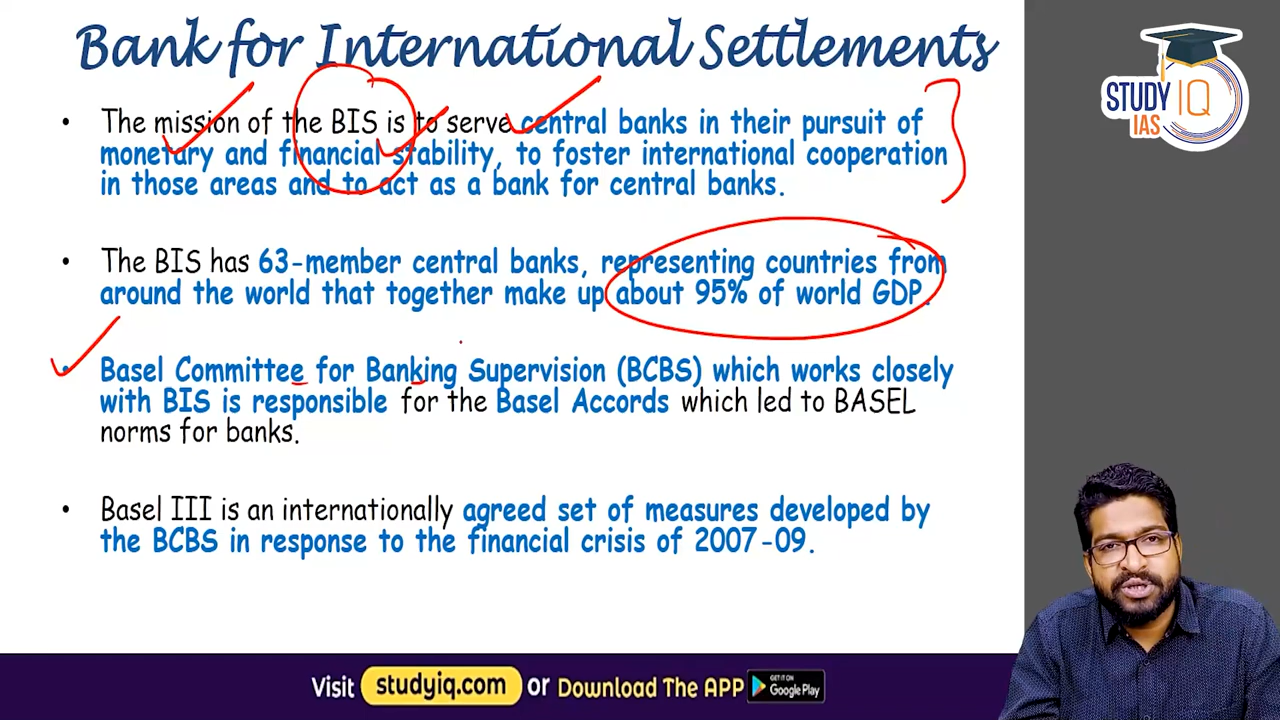 Bank for International Settlements
STUDY IQ
IAS
• The mission of the BIS is to serve central banks in their pursuit of
monetary and financial stability, to foster international cooperation
in those areas and to act as a bank for central banks.
• The BIS has 63-member central banks, representing countries from
around the world that together make up about 95% of world GDP.
• Basel Committee for Banking Supervision (BCBS) which works closely
with BIS is responsible for the Basel Accords which led to BASEL
norms for banks.
• Basel III is an internationally agreed set of measures developed by
the BCBS in response to the financial crisis of 2007-09.
Visit studyiq.com or Download The APP GET IT ON Google Play